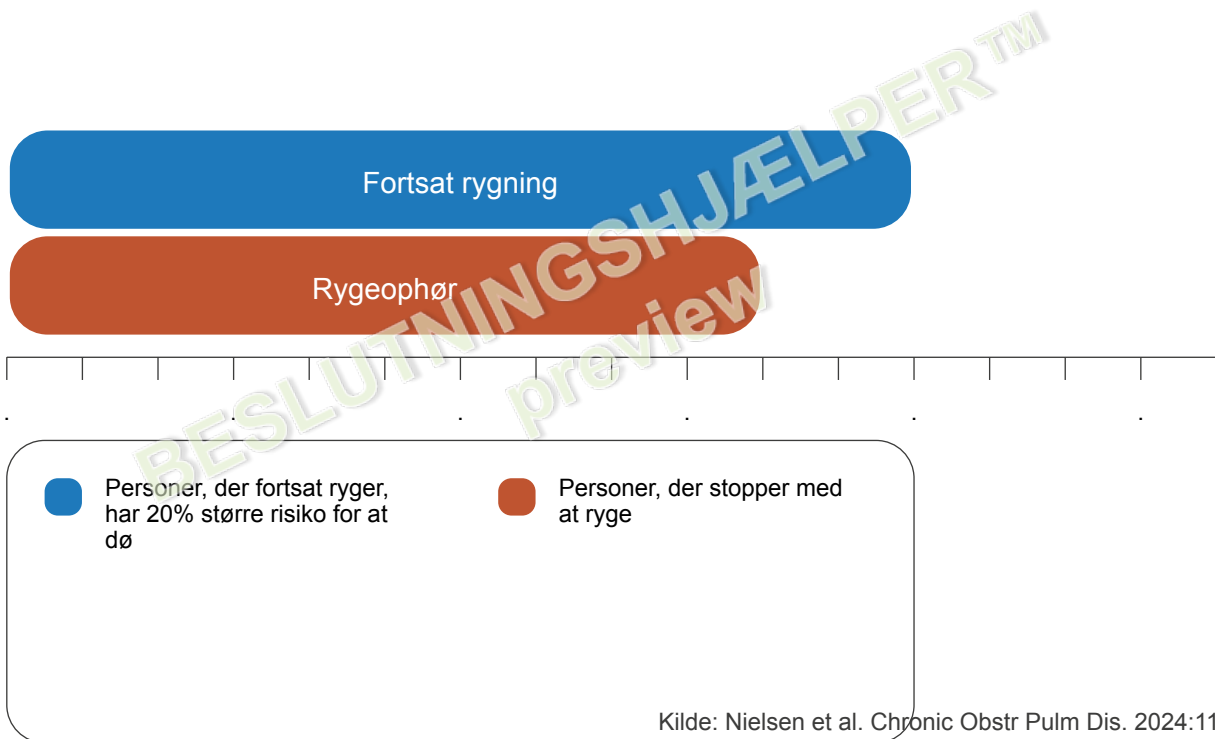 BESLUTNINGSHJÆLPER™
preview
Fortsat rygning
Rygeophør
. . . . . .
Personer, der fortsat ryger,
har 20% større risiko for at
dø
Personer, der stopper med
at ryge
Kilde: Nielsen et al. Chronic Obstr Pulm Dis. 2024:11